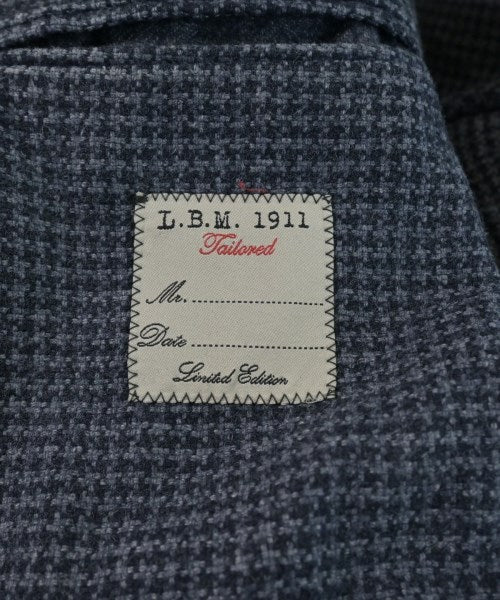 L.B.M. 1911
Tailored
Mr. ........................
Date ........................
Limited Edition